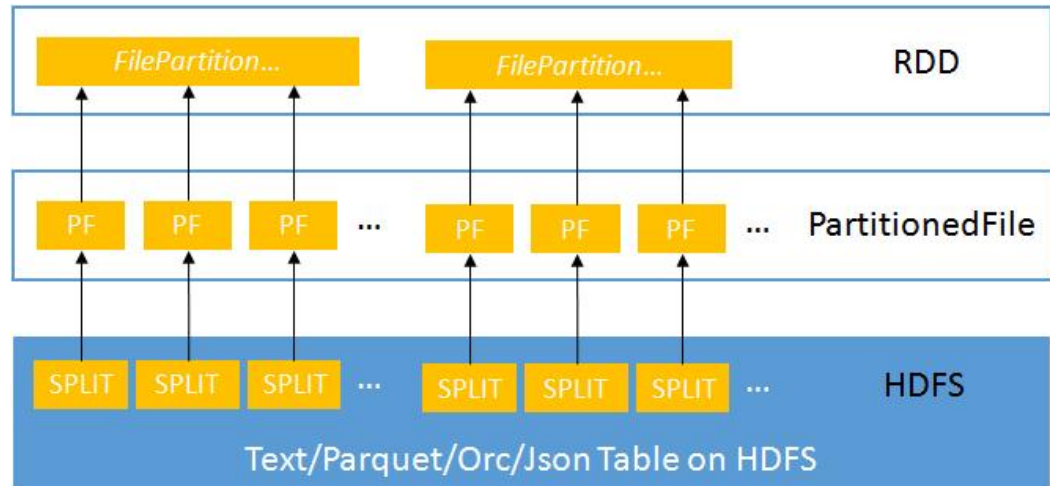 FilePartition... FilePartition... RDD
PF PF PF ... PF PF PF ... PartitionedFile
SPLIT SPLIT SPLIT ... SPLIT SPLIT SPLIT ... HDFS
Text/Parquet/Orc/Json Table on HDFS